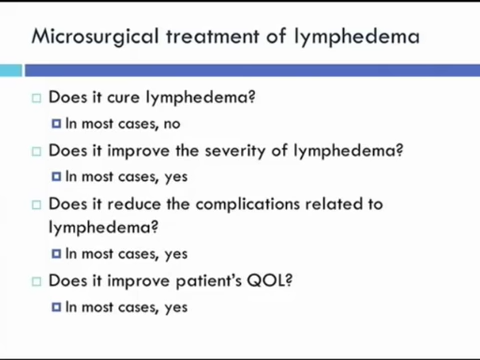 Microsurgical treatment of lymphedema
Does it cure lymphedema?
In most cases, no
Does it improve the severity of lymphedema?
In most cases, yes
Does it reduce the complications related to
lymphedema?
In most cases, yes
Does it improve patient's QOL?
In most cases, yes